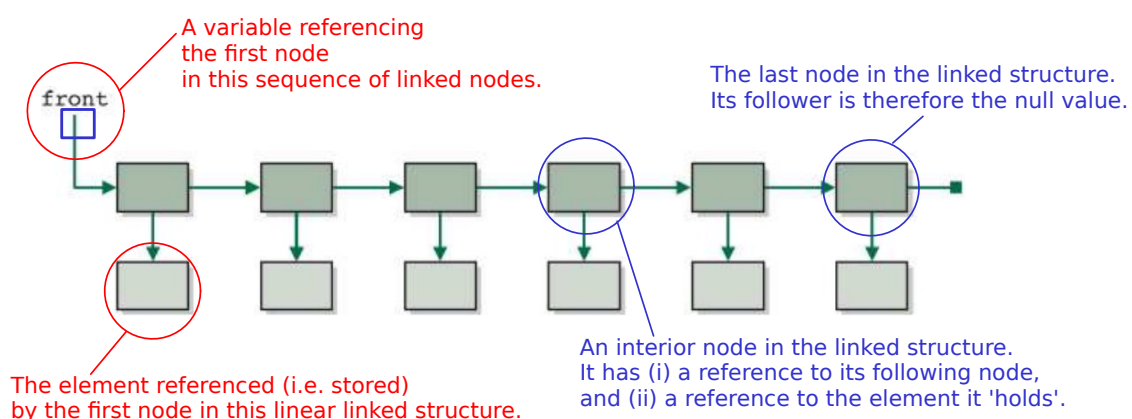 A variable referencing
the first node
in this sequence of linked nodes.
The last node in the linked structure.
Its follower is therefore the null value.
front
An interior node in the linked structure.
It has (i) a reference to its following node,
and (ii) a reference to the element it 'holds'.
The element referenced (i.e. stored)
by the first node in this linear linked structure.